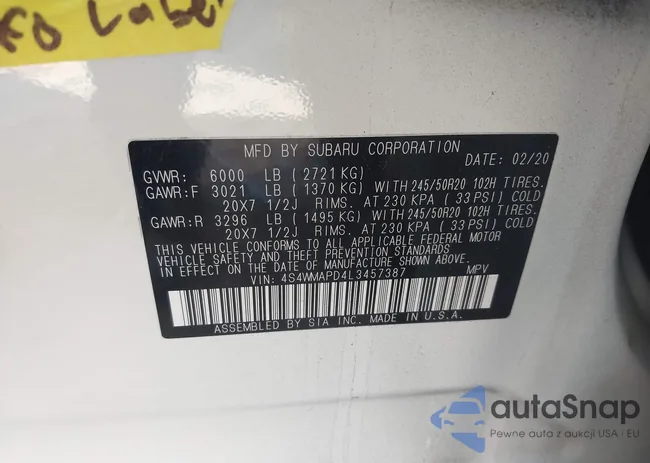 ED Label
MFD BY SUBARU CORPORATION DATE: 02/20
GVWR: 6000 LB ( 2721 KG)
GAWR:F 3021 LB ( 1370 KG) WITH 245/50R20 102H TIRES.
20X7 1/2J RIMS. AT 230 KPA ( 33 PSI) COLD
GAWR:R 3296 LB ( 1495 KG) WITH 245/50R20 102H TIRES.
20X7 1/2J RIMS. AT 230 KPA ( 33 PSI) COLD
THIS VEHICLE CONFORMS TO ALL APPLICABLE FEDERAL MOTOR
VEHICLE SAFETY AND THEFT PREVENTION STANDARDS
IN EFFECT ON THE DATE OF MANUFACTURE SHOWN ABOVE.
VIN: 4S4WMAPD4L3457387 MPV
ASSEMBLED BY SIA INC. MADE IN U.S.A.
autaSnap
Pewne auta z aukcji USA i EU